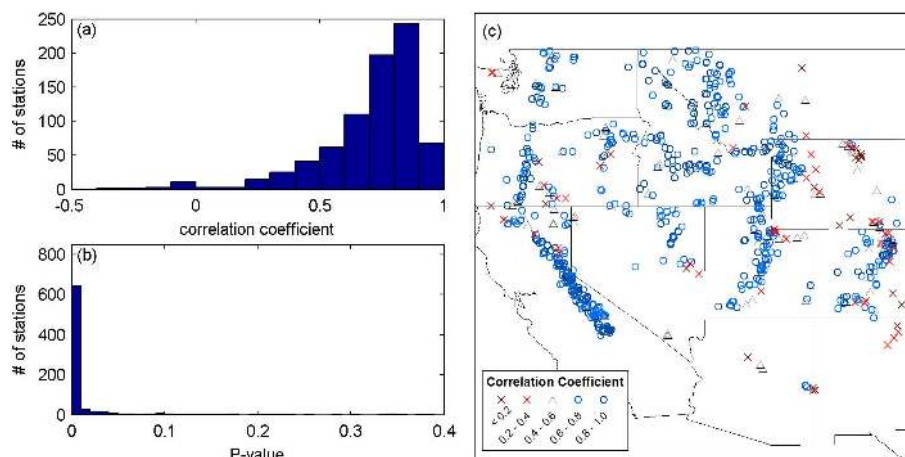 (a)
250
200
150
100
50
0
-0.5
0
0.5
1
# of stations
correlation coefficient
(b)
800
600
400
200
0
0
0.1
0.2
0.3
0.4
# of stations
P-value
(c)
Correlation Coefficient
< 0.2
0.2 - 0.4
0.4 - 0.6
0.6 - 0.8
0.8 - 1.0